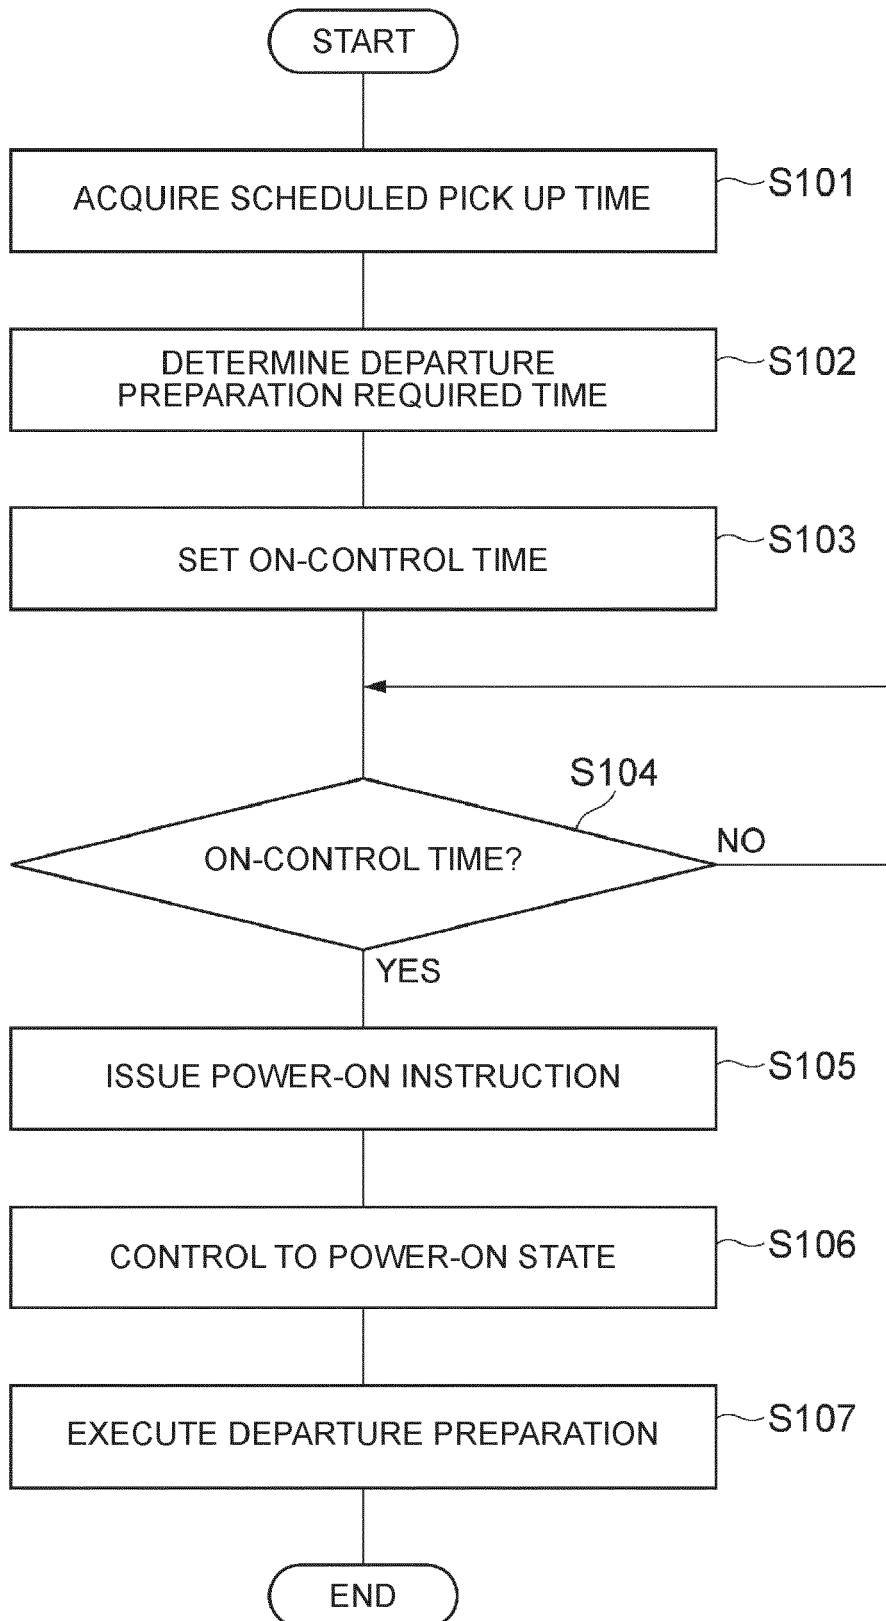 START
ACQUIRE SCHEDULED PICK UP TIME
S101
DETERMINE DEPARTURE
PREPARATION REQUIRED TIME
S102
SET ON-CONTROL TIME
S103
S104
ON-CONTROL TIME?
NO
YES
ISSUE POWER-ON INSTRUCTION
S105
CONTROL TO POWER-ON STATE
S106
EXECUTE DEPARTURE PREPARATION
S107
END